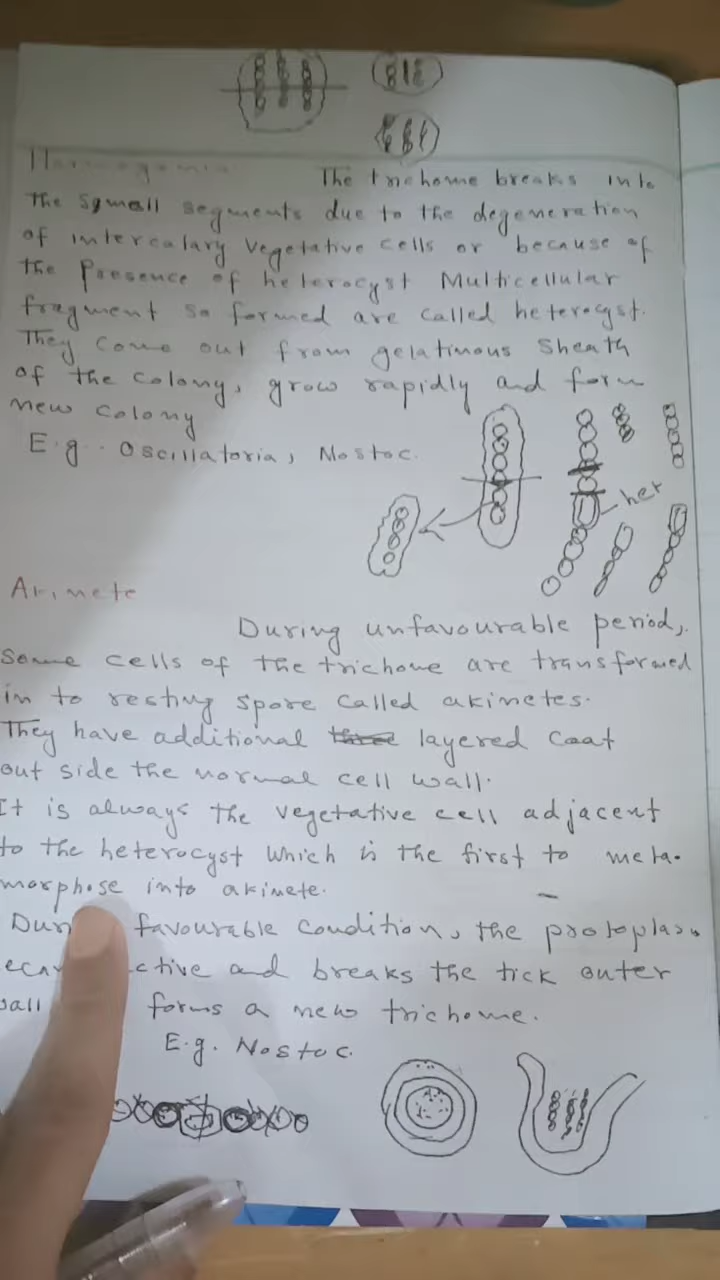 The trichome breaks into
the sqmall segments due to the degeneration
of intercalary vegetative cells or because of
the presence of heterocyst Multicellular
fragment so formed are called heterocyst.
They come out from gelatinous sheath
of the colony, grow rapidly and form
new colony
E.g. Oscillatoria, Nostoc.
her
Akinete
During unfavourable period,
Some cells of the trichome are transformed
in to resting spore called akinetes.
They have additional layered coat
out side the normal cell wall.
It is always the vegetative cell adjacent
to the heterocyst which is the first to meta-
morphose into akinete.
favourable condition, the protoplas
ctive and breaks the tick outer
forms a new trichome.
E.g. Nostoc.